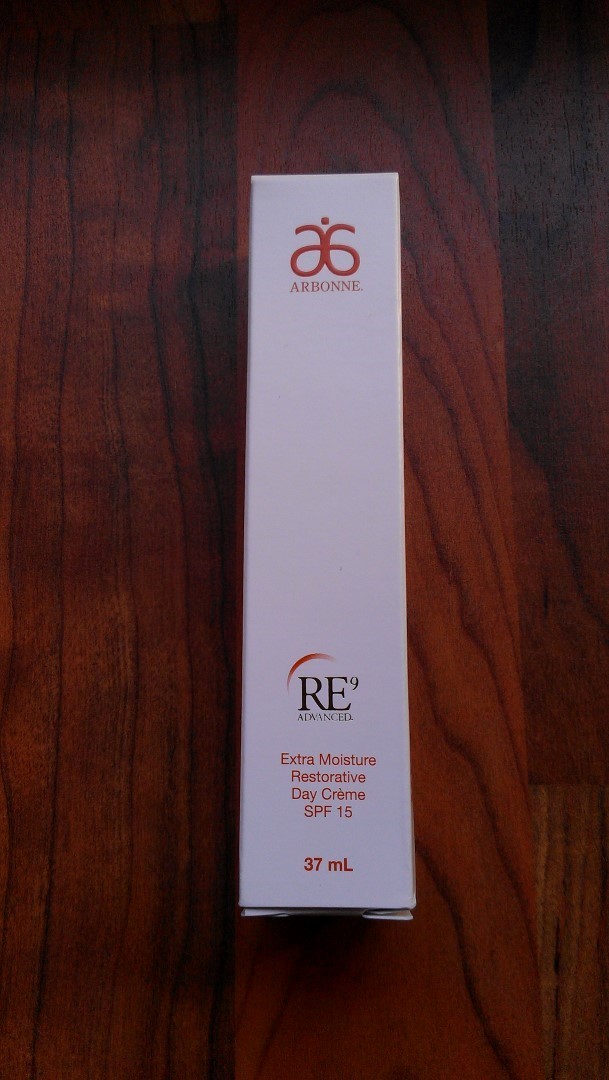 ARBONNE.
RE⁹
ADVANCED.
Extra Moisture
Restorative
Day Crème
SPF 15
37 mL